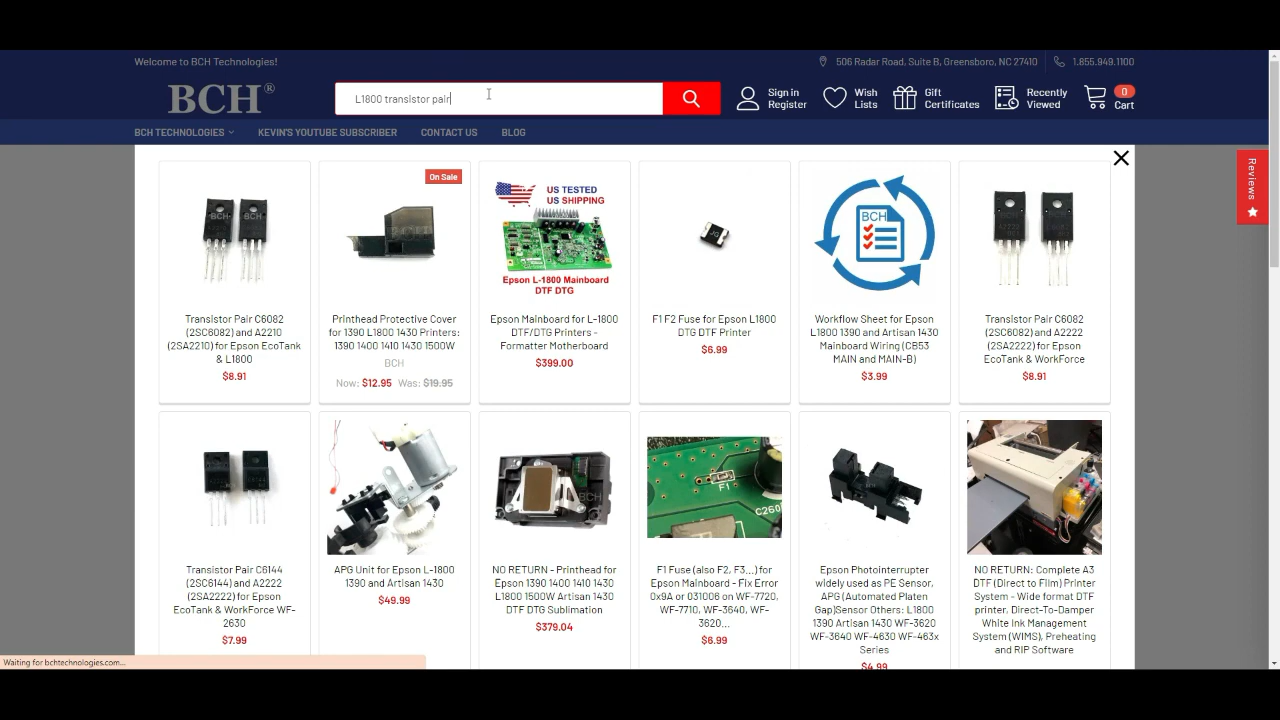 Welcome to BCH Technologies!
506 Radar Road, Suite B, Greensboro, NC 27410
1.855.949.1100
BCH®
L1800 transistor pair
Sign in
Register
Wish
Lists
Gift
Certificates
Recently
Viewed
0
Cart
BCH TECHNOLOGIES
KEVIN'S YOUTUBE SUBSCRIBER
CONTACT US
BLOG
Reviews
BCH
Transistor Pair C6082
(2SC6082) and A2210
(2SA2210) for Epson EcoTank
& L1800
$8.91
On Sale
Printhead Protective Cover
for 1390 L1800 1430 Printers:
1390 1400 1410 1430 1500W
BCH
Now: $12.95 Was: $19.95
US TESTED
US SHIPPING
Epson L-1800 Mainboard
DTF DTG
Epson Mainboard for L-1800
DTF/DTG Printers -
Formatter Motherboard
$399.00
F1 F2 Fuse for Epson L1800
DTG DTF Printer
$6.99
BCH
Workflow Sheet for Epson
L1800 1390 and Artisan 1430
Mainboard Wiring (CB53
MAIN and MAIN-B)
$3.99
Transistor Pair C6082
(2SC6082) and A2222
(2SA2222) for Epson
EcoTank & WorkForce
$8.91
Transistor Pair C6144
(2SC6144) and A2222
(2SA2222) for Epson
EcoTank & WorkForce WF-
2630
$7.99
APG Unit for Epson L-1800
1390 and Artisan 1430
$49.99
BCH
NO RETURN - Printhead for
Epson 1390 1400 1410 1430
L1800 1500W Artisan 1430
DTF DTG Sublimation
$379.04
F1
C260
F1 Fuse (also F2, F3...) for
Epson Mainboard - Fix Error
0x9A or 031006 on WF-7720,
WF-7710, WF-3640, WF-
3620...
$6.99
BCH
Epson Photointerrupter
widely used as PE Sensor,
APG (Automated Platen
Gap)Sensor Others: L1800
1390 Artisan 1430 WF-3620
WF-3640 WF-4630 WF-463x
Series
$4.99
NO RETURN: Complete A3
DTF (Direct to Film) Printer
System - Wide format DTF
printer, Direct-To-Damper
White Ink Management
System (WIMS), Preheating
and RIP Software
Waiting for bchtechnologies.com...